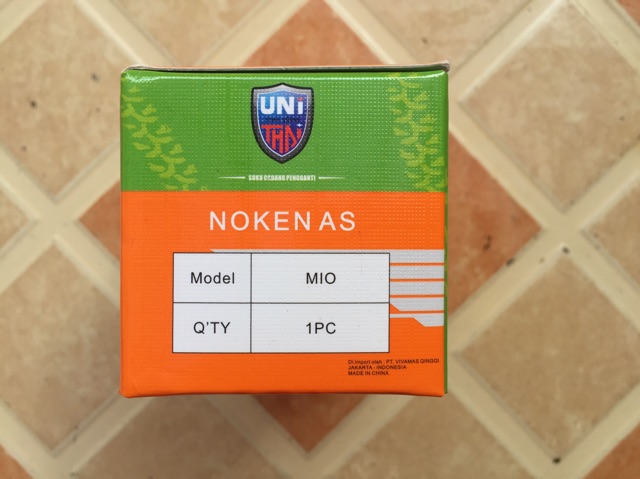 UNi
THAI
SUKU CADANG PENGGANTI
NOKEN AS
Model MIO
Q'TY 1PC
Di import oleh : PT. VIVAMAS QINGQI
JAKARTA - INDONESIA
MADE IN CHINA